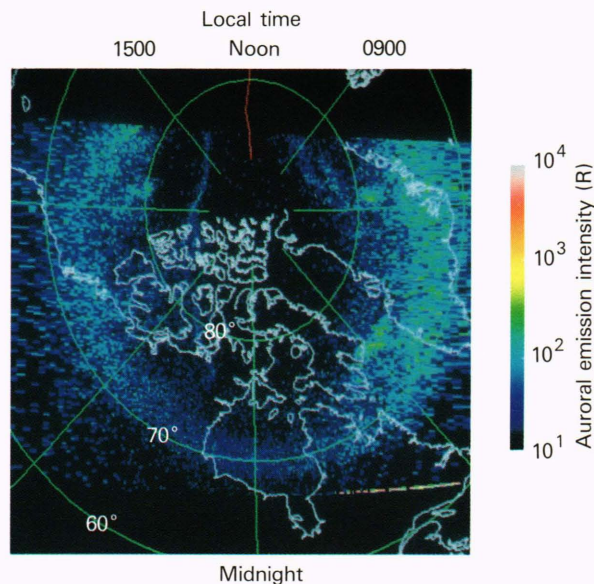 Local time
1500 Noon 0900
10⁴
10³
10²
10¹
Auroral emission intensity (R)
80°
70°
60°
Midnight